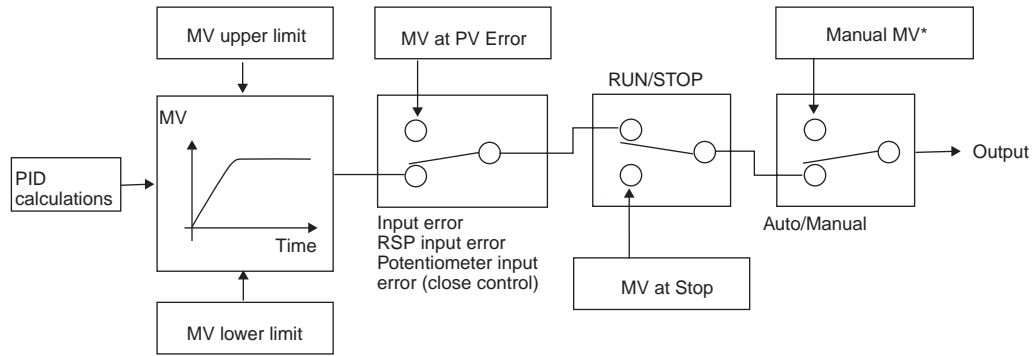 MV upper limit
MV at PV Error
Manual MV*
RUN/STOP
MV
PID
calculations
Time
Output
Input error
RSP input error
Potentiometer input
error (close control)
Auto/Manual
MV at Stop
MV lower limit